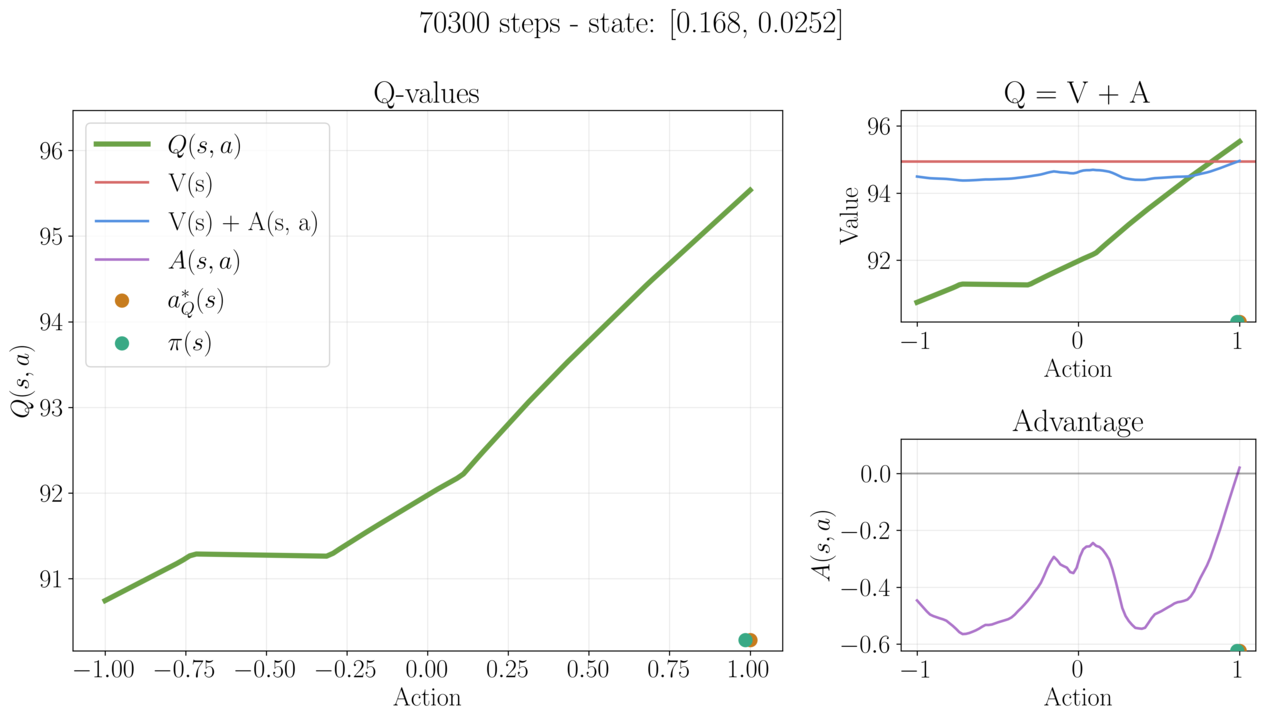 70300 steps - state: [0.168, 0.0252]
Q-values
Q(s, a)
96
95
94
93
92
91
Q(s, a)
V(s)
V(s) + A(s, a)
A(s, a)
a*Q(s)
π(s)
−1.00 −0.75 −0.50 −0.25 0.00 0.25 0.50 0.75 1.00
Action
Q = V + A
Value
96
94
92
−1 0 1
Action
Advantage
A(s, a)
0.0
−0.2
−0.4
−0.6
−1 0 1
Action